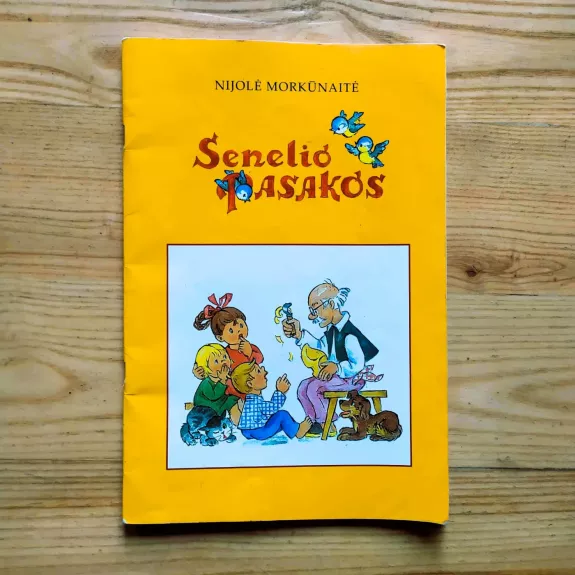 NIJOLĖ MORKŪNAITĖ
Senelio
PASAKOS